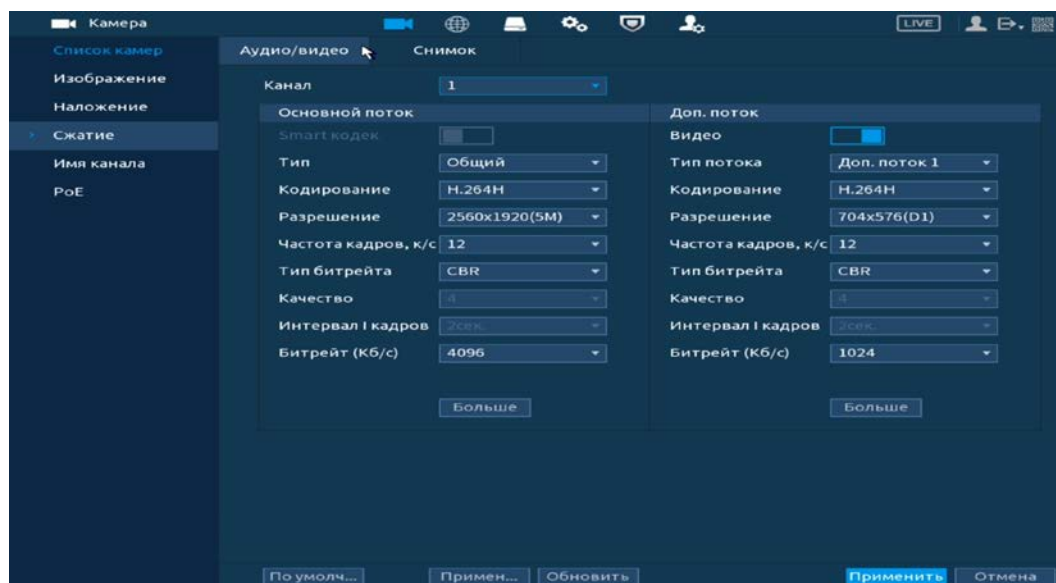 Камера
LIVE
Список камер
Изображение
Наложение
Сжатие
Имя канала
PoE
Аудио/видео
Снимок
Канал 1
Основной поток
Smart кодек
Тип Общий
Кодирование H.264H
Разрешение 2560x1920(5M)
Частота кадров, к/с 12
Тип битрейта CBR
Качество 4
Интервал I кадров 2сек.
Битрейт (Кб/с) 4096
Больше
Доп. поток
Видео
Тип потока Доп. поток 1
Кодирование H.264H
Разрешение 704x576(D1)
Частота кадров, к/с 12
Тип битрейта CBR
Качество 4
Интервал I кадров 2сек.
Битрейт (Кб/с) 1024
Больше
По умолч...
Примен...
Обновить
Применить
Отмена